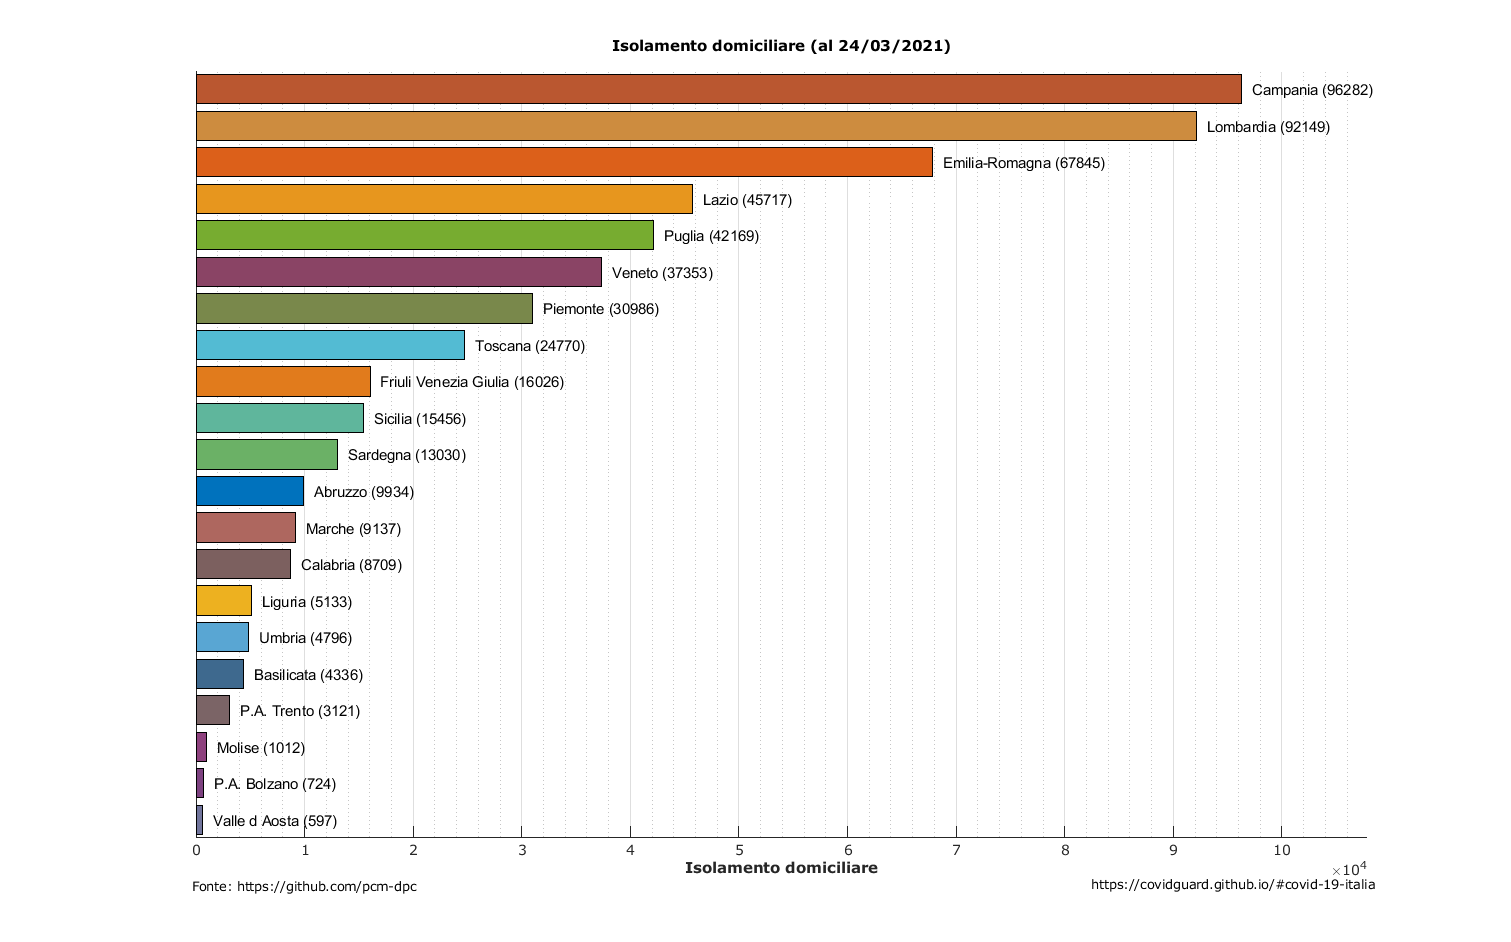 Isolamento domiciliare (al 24/03/2021)
Campania (96282)
Lombardia (92149)
Emilia-Romagna (67845)
Lazio (45717)
Puglia (42169)
Veneto (37353)
Piemonte (30986)
Toscana (24770)
Friuli Venezia Giulia (16026)
Sicilia (15456)
Sardegna (13030)
Abruzzo (9934)
Marche (9137)
Calabria (8709)
Liguria (5133)
Umbria (4796)
Basilicata (4336)
P.A. Trento (3121)
Molise (1012)
P.A. Bolzano (724)
Valle d Aosta (597)
0 1 2 3 4 5 6 7 8 9 10
×10⁴
Isolamento domiciliare
Fonte: https://github.com/pcm-dpc
https://covidguard.github.io/#covid-19-italia